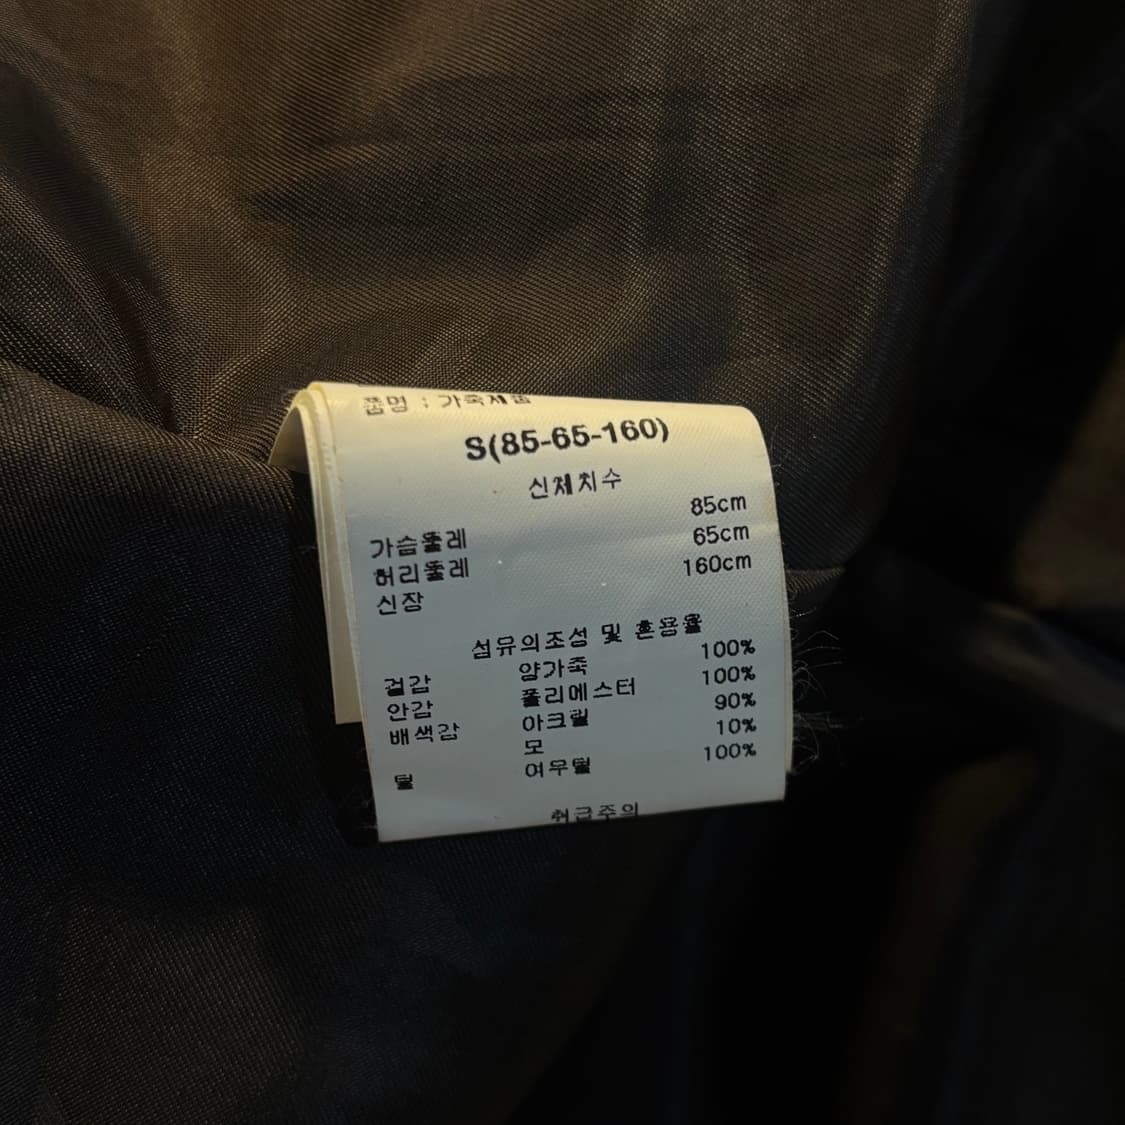 품명 : 가죽제품
S(85-65-160)
신체치수
가슴둘레 85cm
허리둘레 65cm
신장 160cm
섬유의조성 및 혼용율
겉감 양가죽 100%
안감 폴리에스터 100%
배색감 아크릴 90%
모 10%
털 여우털 100%
취급주의